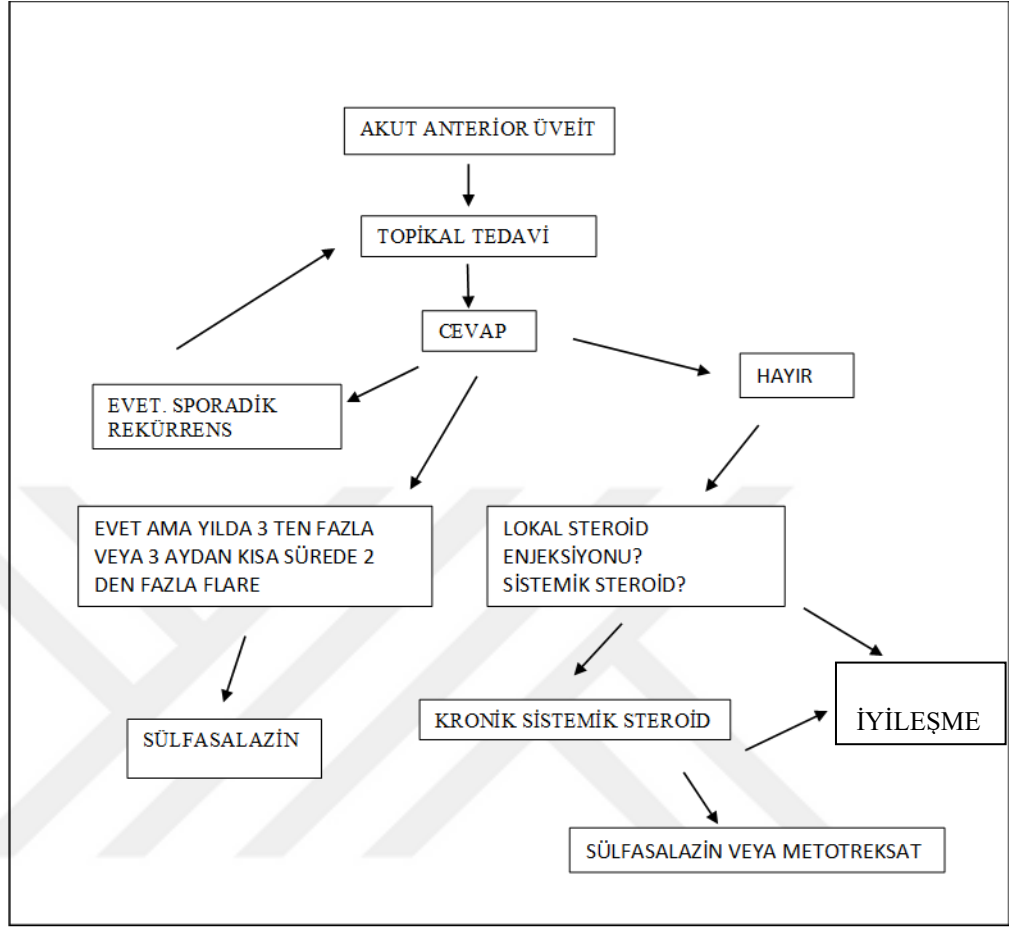 AKUT ANTERİOR ÜVEİT
TOPİKAL TEDAVİ
CEVAP
HAYIR
EVET. SPORADİK
REKÜRRENS
EVET AMA YILDA 3 TEN FAZLA
VEYA 3 AYDAN KISA SÜREDE 2
DEN FAZLA FLARE
LOKAL STEROİD
ENJEKSİYONU?
SİSTEMİK STEROİD?
SÜLFASALAZİN
KRONİK SİSTEMİK STEROİD
İYİLEŞME
SÜLFASALAZİN VEYA METOTREKSAT